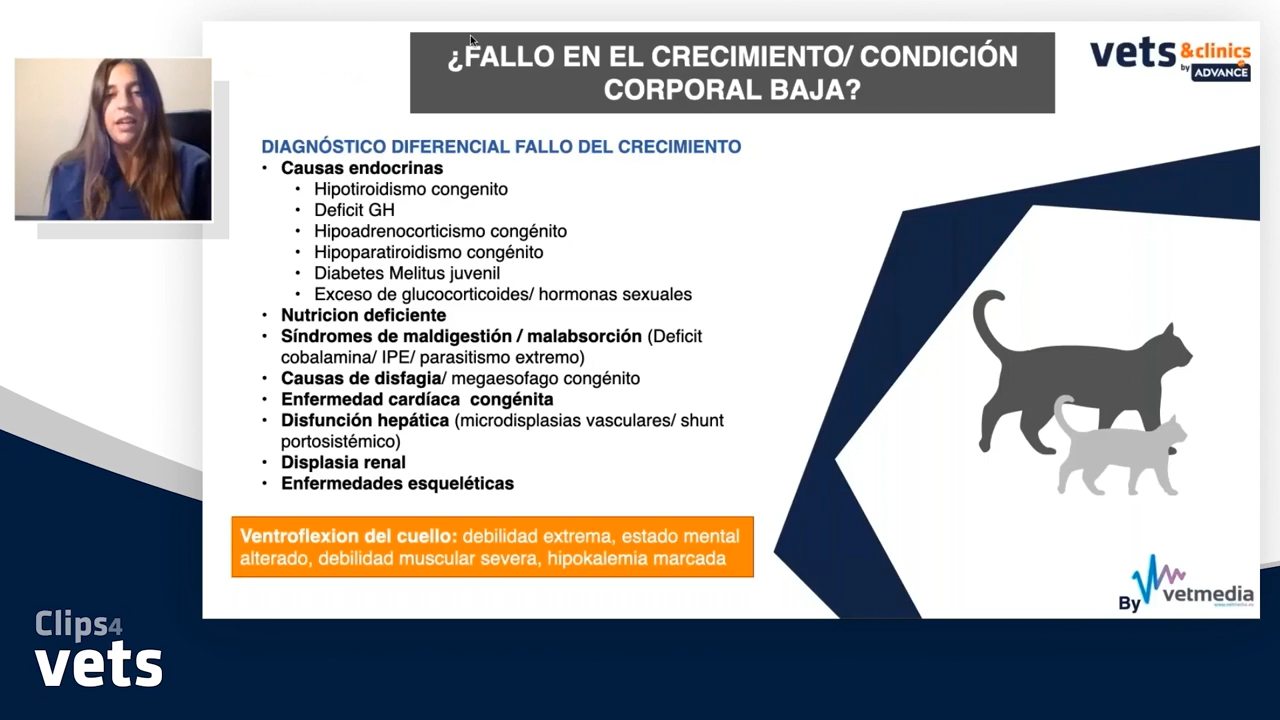 ¿FALLO EN EL CRECIMIENTO/ CONDICIÓN
CORPORAL BAJA?
vets &clinics
by ADVANCE
DIAGNÓSTICO DIFERENCIAL FALLO DEL CRECIMIENTO
• Causas endocrinas
• Hipotiroidismo congenito
• Deficit GH
• Hipoadrenocorticismo congénito
• Hipoparatiroidismo congénito
• Diabetes Melitus juvenil
• Exceso de glucocorticoides/ hormonas sexuales
• Nutricion deficiente
• Síndromes de maldigestión / malabsorción (Deficit
cobalamina/ IPE/ parasitismo extremo)
• Causas de disfagia/ megaesofago congénito
• Enfermedad cardíaca congénita
• Disfunción hepática (microdisplasias vasculares/ shunt
portosistémico)
• Displasia renal
• Enfermedades esqueléticas
Ventroflexion del cuello: debilidad extrema, estado mental
alterado, debilidad muscular severa, hipokalemia marcada
By vetmedia
Clips4
vets